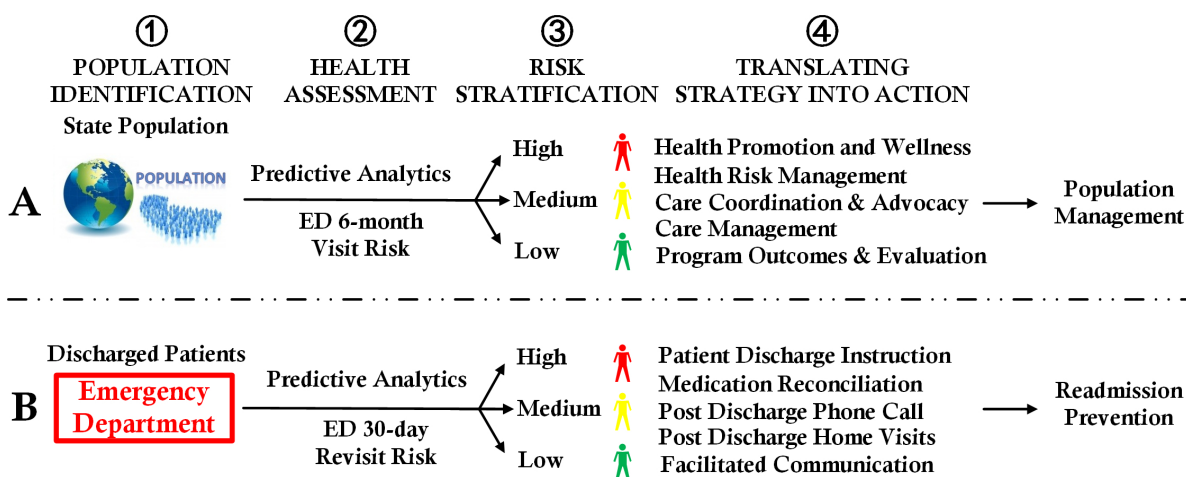 ① ② ③ ④
POPULATION IDENTIFICATION
HEALTH ASSESSMENT
RISK STRATIFICATION
TRANSLATING STRATEGY INTO ACTION
A
State Population
POPULATION
Predictive Analytics
ED 6-month
Visit Risk
High
Medium
Low
Health Promotion and Wellness
Health Risk Management
Care Coordination & Advocacy
Care Management
Program Outcomes & Evaluation
Population
Management
B
Discharged Patients
Emergency
Department
Predictive Analytics
ED 30-day
Revisit Risk
High
Medium
Low
Patient Discharge Instruction
Medication Reconciliation
Post Discharge Phone Call
Post Discharge Home Visits
Facilitated Communication
Readmission
Prevention